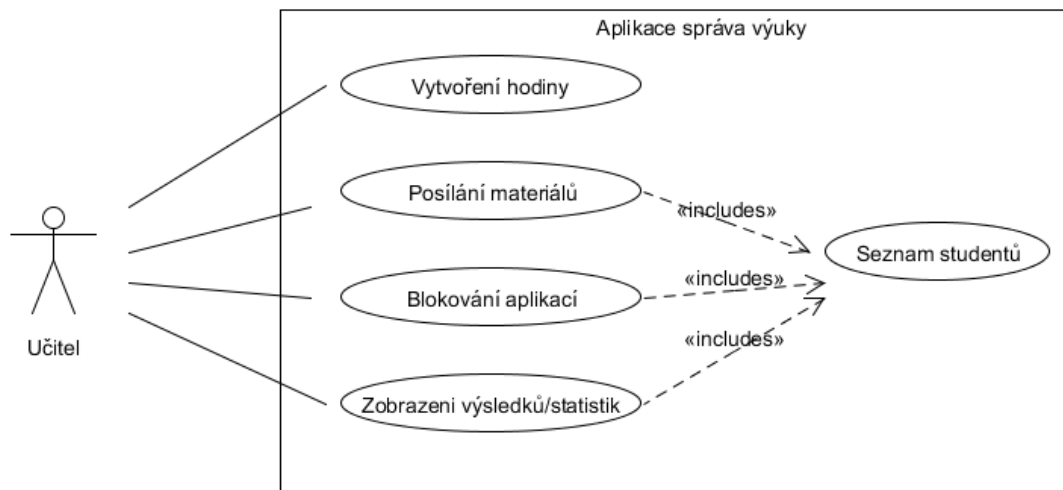 Aplikace správa výuky
Vytvoření hodiny
Posílání materiálů
«includes»
Seznam studentů
Blokování aplikací
«includes»
«includes»
Učitel
Zobrazeni výsledků/statistik